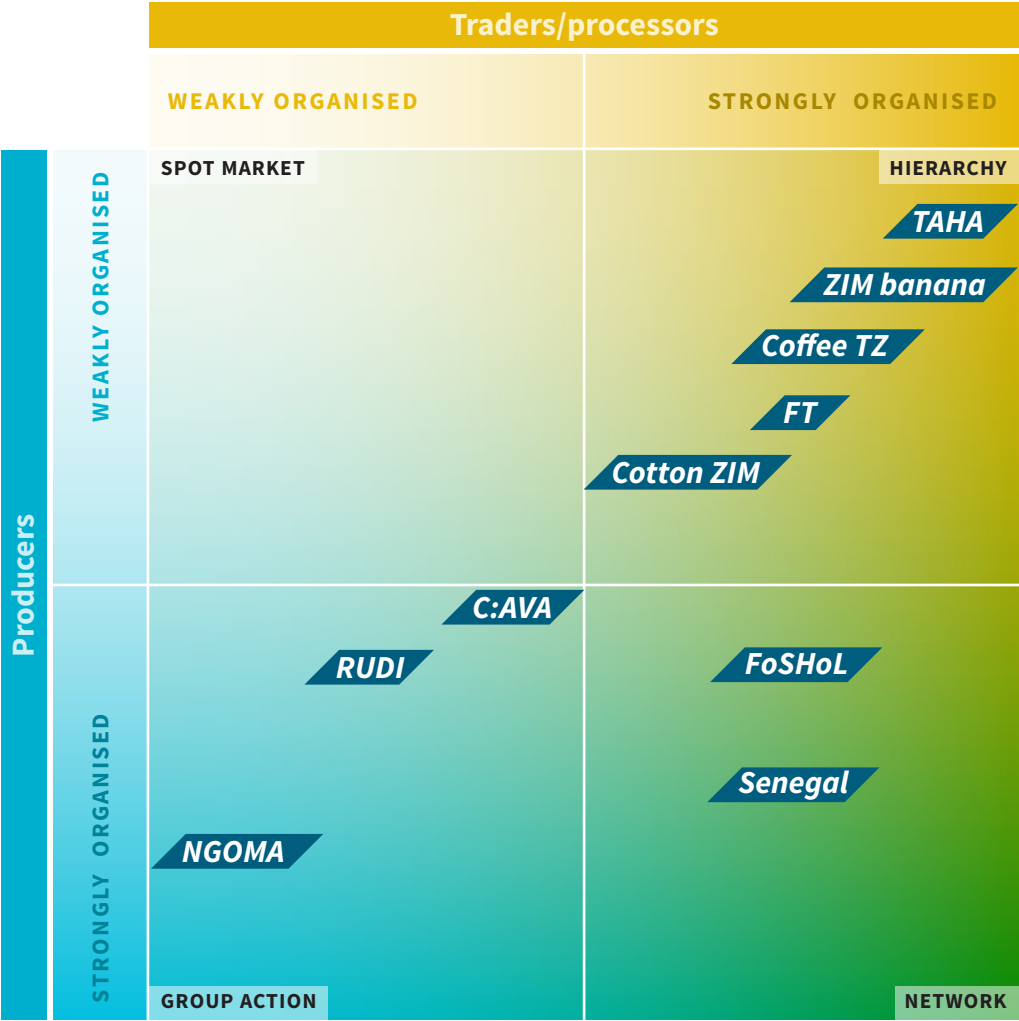 Traders/processors
WEAKLY ORGANISED
STRONGLY ORGANISED
Producers
WEAKLY ORGANISED
STRONGLY ORGANISED
SPOT MARKET
HIERARCHY
TAHA
ZIM banana
Coffee TZ
FT
Cotton ZIM
C:AVA
RUDI
FoSHoL
Senegal
NGOMA
GROUP ACTION
NETWORK